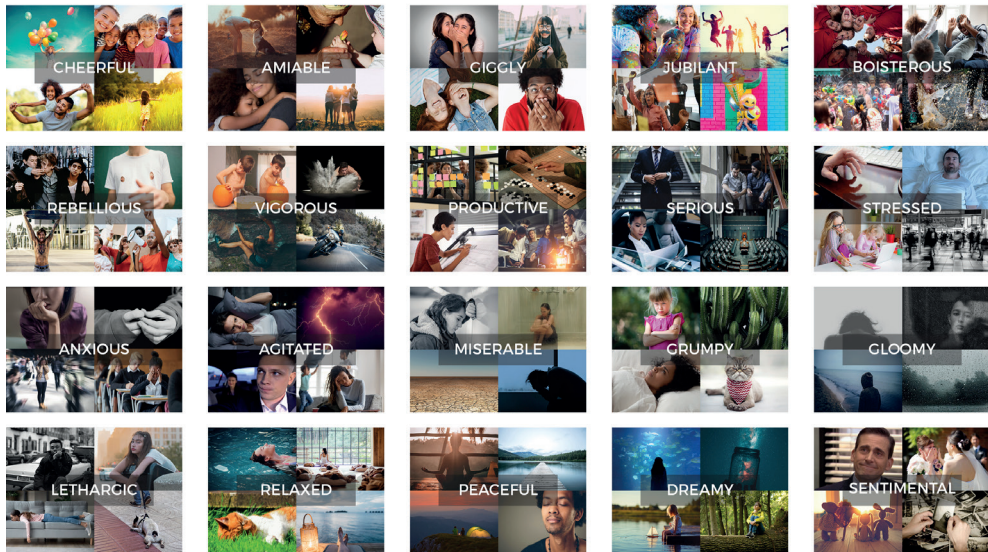 CHEERFUL
AMIABLE
GIGGLY
JUBILANT
BOISTEROUS
REBELLIOUS
VIGOROUS
PRODUCTIVE
SERIOUS
STRESSED
ANXIOUS
AGITATED
MISERABLE
GRUMPY
GLOOMY
LETHARGIC
RELAXED
PEACEFUL
DREAMY
SENTIMENTAL